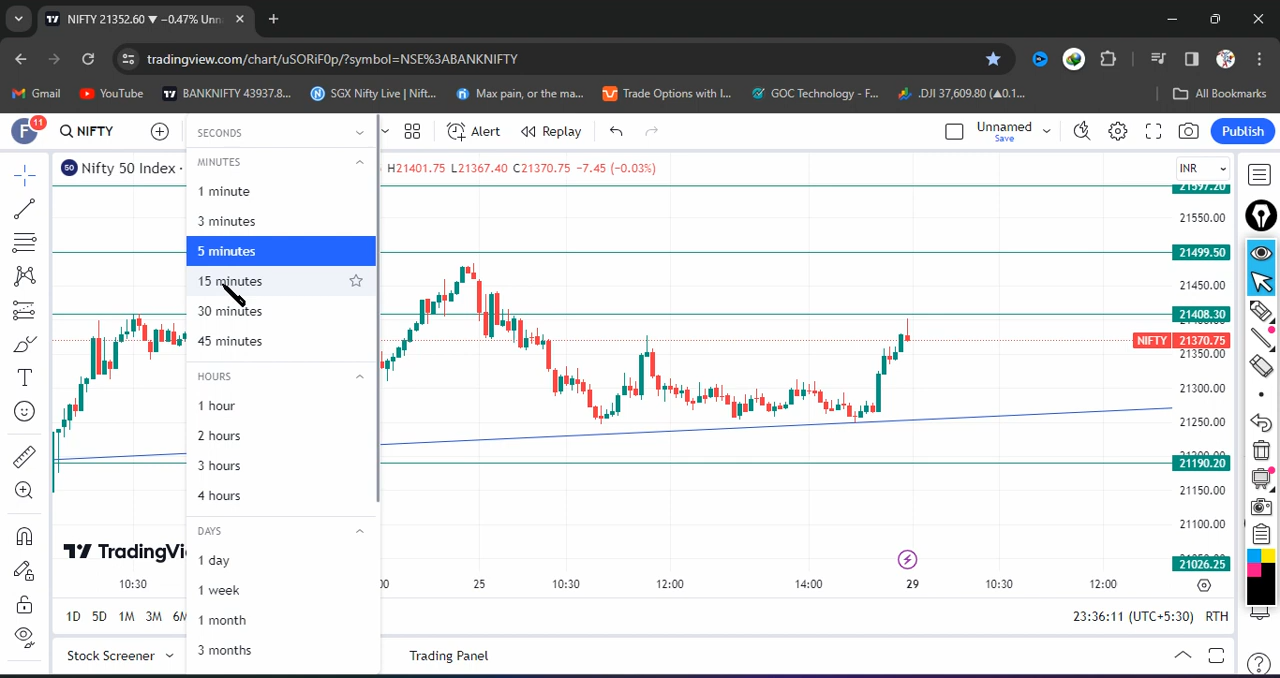 NIFTY 21352.60 ▼ −0.47% Unn
tradingview.com/chart/uSORiF0p/?symbol=NSE%3ABANKNIFTY
Gmail
YouTube
BANKNIFTY 43937.8...
SGX Nifty Live | Nift...
Max pain, or the ma...
Trade Options with I...
GOC Technology - F...
.DJI 37,609.80 (▲0.1...
All Bookmarks
F
11
NIFTY
Alert
Replay
Unnamed
Save
Publish
50 Nifty 50 Index ·
H21401.75 L21367.40 C21370.75 −7.45 (−0.03%)
INR
SECONDS
MINUTES
1 minute
3 minutes
5 minutes
15 minutes
30 minutes
45 minutes
HOURS
1 hour
2 hours
3 hours
4 hours
DAYS
1 day
1 week
1 month
3 months
21597.20
21550.00
21499.50
21450.00
21408.30
NIFTY 21370.75
21350.00
21300.00
21250.00
21190.20
21150.00
21100.00
21026.25
TradingVi
10:30
00
25
10:30
12:00
14:00
29
10:30
12:00
1D 5D 1M 3M 6M
23:36:11 (UTC+5:30) RTH
Stock Screener
Trading Panel